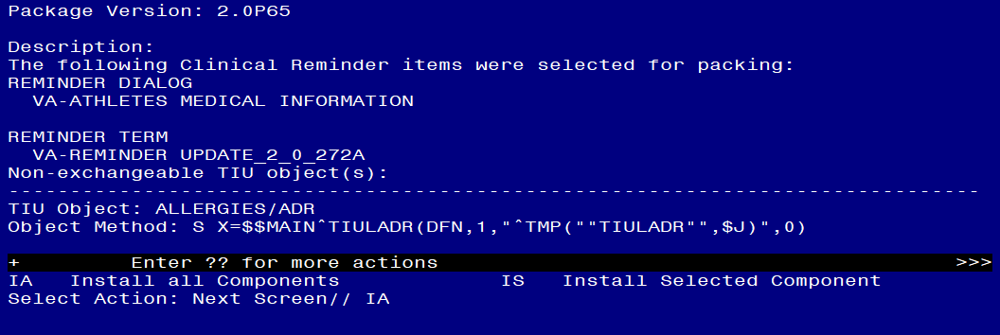 Package Version: 2.0P65
Description:
The following Clinical Reminder items were selected for packing:
REMINDER DIALOG
VA-ATHLETES MEDICAL INFORMATION
REMINDER TERM
VA-REMINDER UPDATE_2_0_272A
Non-exchangeable TIU object(s):
-------------------------------------------------------------------------------
TIU Object: ALLERGIES/ADR
Object Method: S X=$$MAIN^TIULADR(DFN,1,"^TMP(""TIULADR"",$J)",0)
+ Enter ?? for more actions >>>
IA Install all Components IS Install Selected Component
Select Action: Next Screen// IA